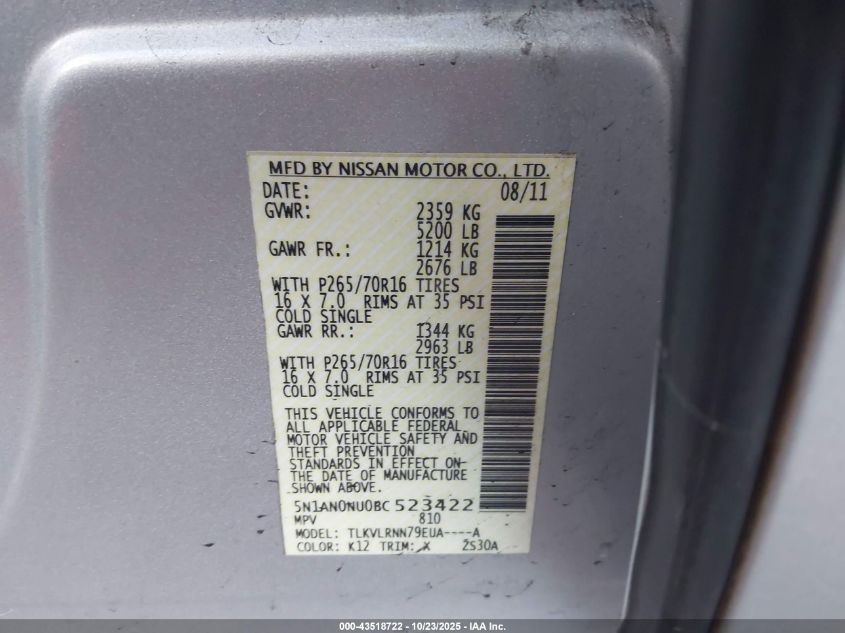 MFD BY NISSAN MOTOR CO., LTD.
DATE: 08/11
GVWR: 2359 KG
5200 LB
GAWR FR.: 1214 KG
2676 LB
WITH P265/70R16 TIRES
16 X 7.0 RIMS AT 35 PSI
COLD SINGLE
GAWR RR.: 1344 KG
2963 LB
WITH P265/70R16 TIRES
16 X 7.0 RIMS AT 35 PSI
COLD SINGLE
THIS VEHICLE CONFORMS TO
ALL APPLICABLE FEDERAL
MOTOR VEHICLE SAFETY AND
THEFT PREVENTION
STANDARDS IN EFFECT ON
THE DATE OF MANUFACTURE
SHOWN ABOVE.
5N1AN0NU0BC523422
MPV 810
MODEL: TLKVLRNN79EUA----A
COLOR: K12 TRIM: X 2S30A
000-43518722 - 10/23/2025 - IAA Inc.